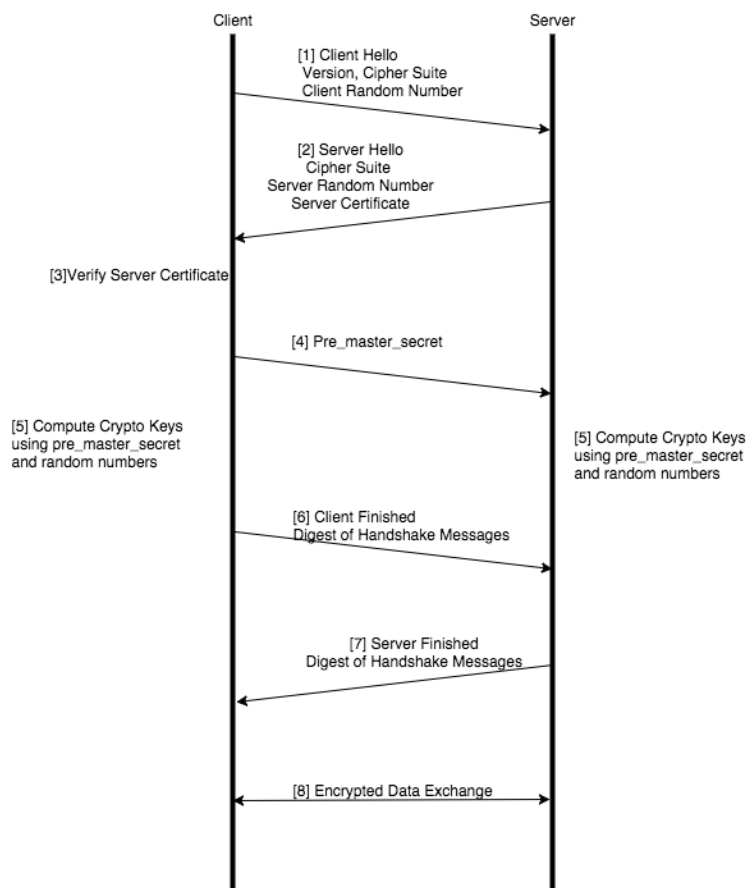 Client
Server
[1] Client Hello
Version, Cipher Suite
Client Random Number
[2] Server Hello
Cipher Suite
Server Random Number
Server Certificate
[3]Verify Server Certificate
[4] Pre_master_secret
[5] Compute Crypto Keys
using pre_master_secret
and random numbers
[5] Compute Crypto Keys
using pre_master_secret
and random numbers
[6] Client Finished
Digest of Handshake Messages
[7] Server Finished
Digest of Handshake Messages
[8] Encrypted Data Exchange